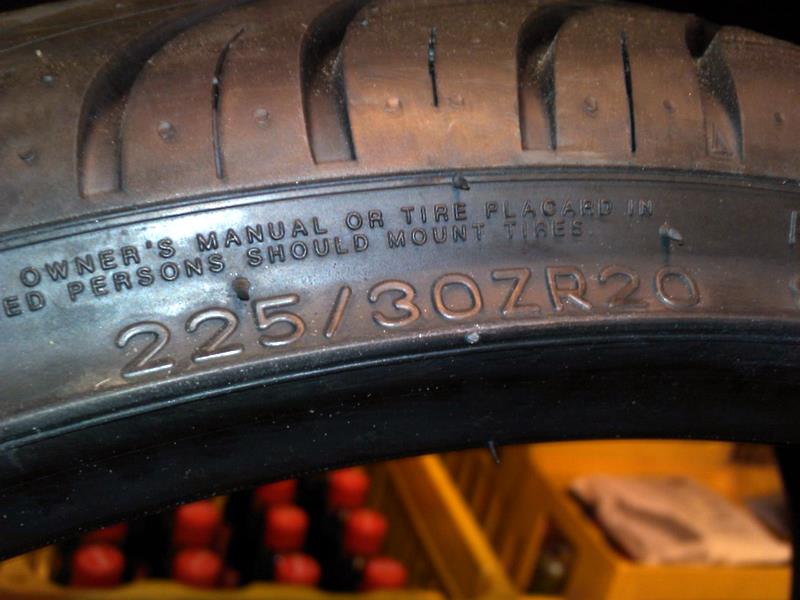 OWNER'S MANUAL OR TIRE PLACARD IN
ED PERSONS SHOULD MOUNT TIRES.
225/30ZR20